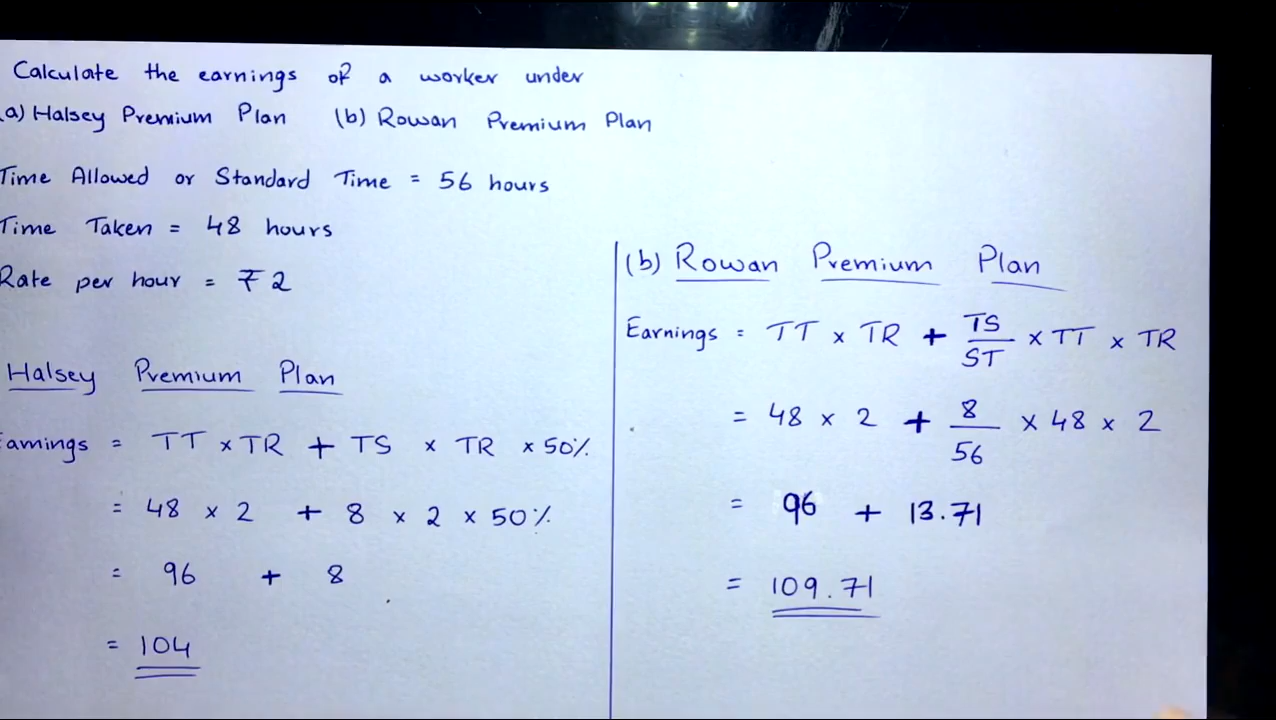 Calculate the earnings of a worker under
a) Halsey Premium Plan (b) Rowan Premium Plan
Time Allowed or Standard Time = 56 hours
Time Taken = 48 hours
Rate per hour = ₹ 2
Halsey Premium Plan
Earnings = TT × TR + TS × TR × 50%
= 48 × 2 + 8 × 2 × 50%
= 96 + 8
= 104
(b) Rowan Premium Plan
Earnings = TT × TR + TS/ST × TT × TR
= 48 × 2 + 8/56 × 48 × 2
= 96 + 13.71
= 109.71